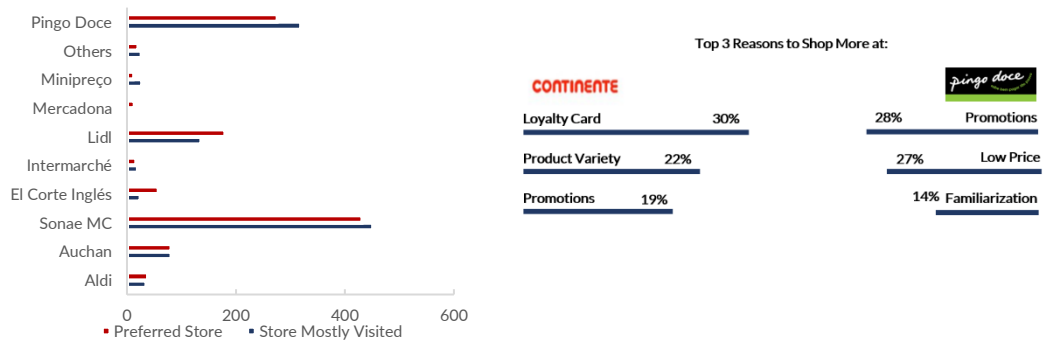 Pingo Doce
Others
Minipreço
Mercadona
Lidl
Intermarché
El Corte Inglés
Sonae MC
Auchan
Aldi
0 200 400 600
Preferred Store Store Mostly Visited
Top 3 Reasons to Shop More at:
CONTINENTE
pingo doce
Loyalty Card 30% 28% Promotions
Product Variety 22% 27% Low Price
Promotions 19% 14% Familiarization